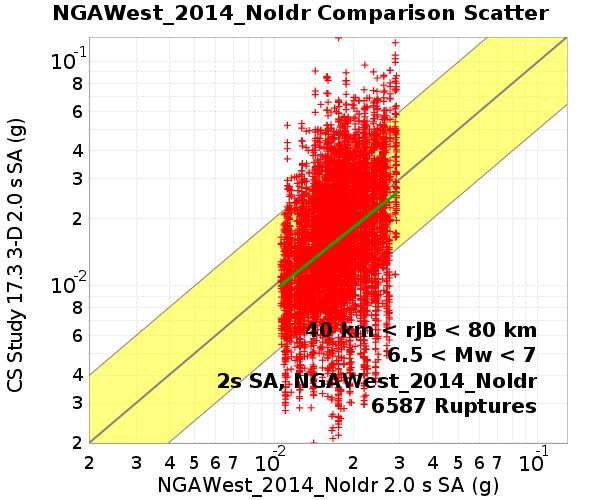 NGAWest_2014_NoIdr Comparison Scatter
CS Study 17.3 3-D 2.0 s SA (g)
10-1
8
6
4
3
2
10-2
8
6
4
3
2
40 km < rJB < 80 km
6.5 < Mw < 7
2s SA, NGAWest_2014_NoIdr
6587 Ruptures
2 3 4 5 6 7 10-2 2 3 4 5 6 7 10-1
NGAWest_2014_NoIdr 2.0 s SA (g)